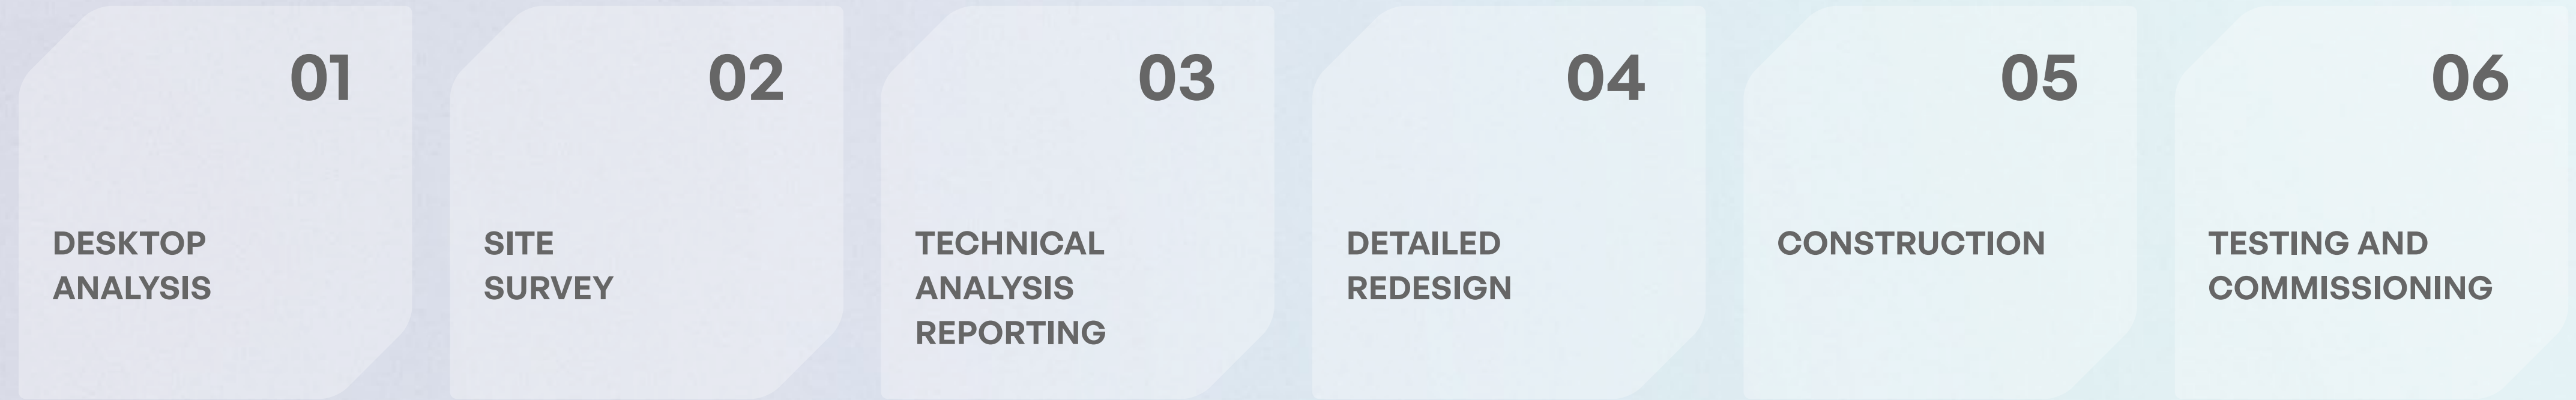 01
DESKTOP
ANALYSIS
02
SITE
SURVEY
03
TECHNICAL
ANALYSIS
REPORTING
04
DETAILED
REDESIGN
05
CONSTRUCTION
06
TESTING AND
COMMISSIONING